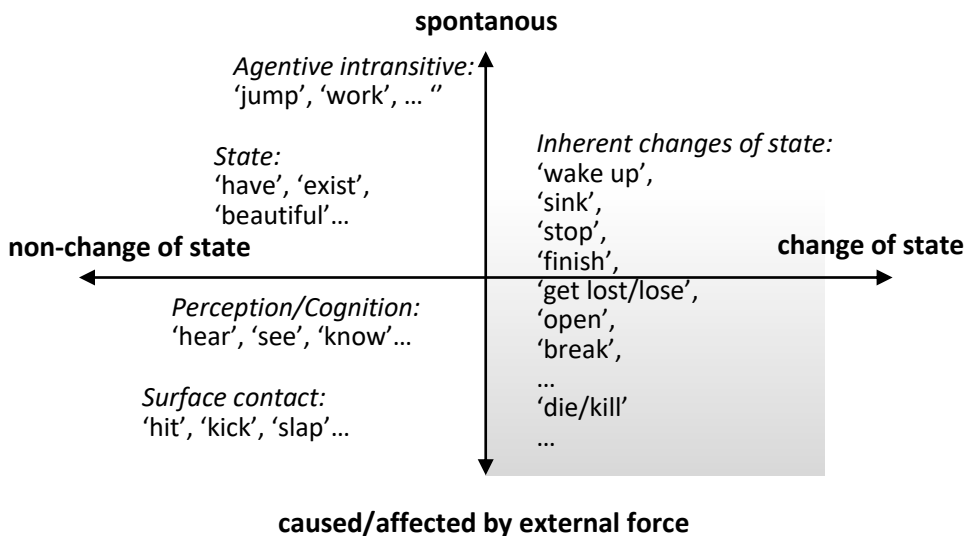 spontanous
Agentive intransitive:
‘jump’, ‘work’, … ‘’
State:
‘have’, ‘exist’,
‘beautiful’…
Inherent changes of state:
‘wake up’,
‘sink’,
‘stop’,
‘finish’,
‘get lost/lose’,
‘open’,
‘break’,
…
‘die/kill’
…
non-change of state
change of state
Perception/Cognition:
‘hear’, ‘see’, ‘know’…
Surface contact:
‘hit’, ‘kick’, ‘slap’…
caused/affected by external force